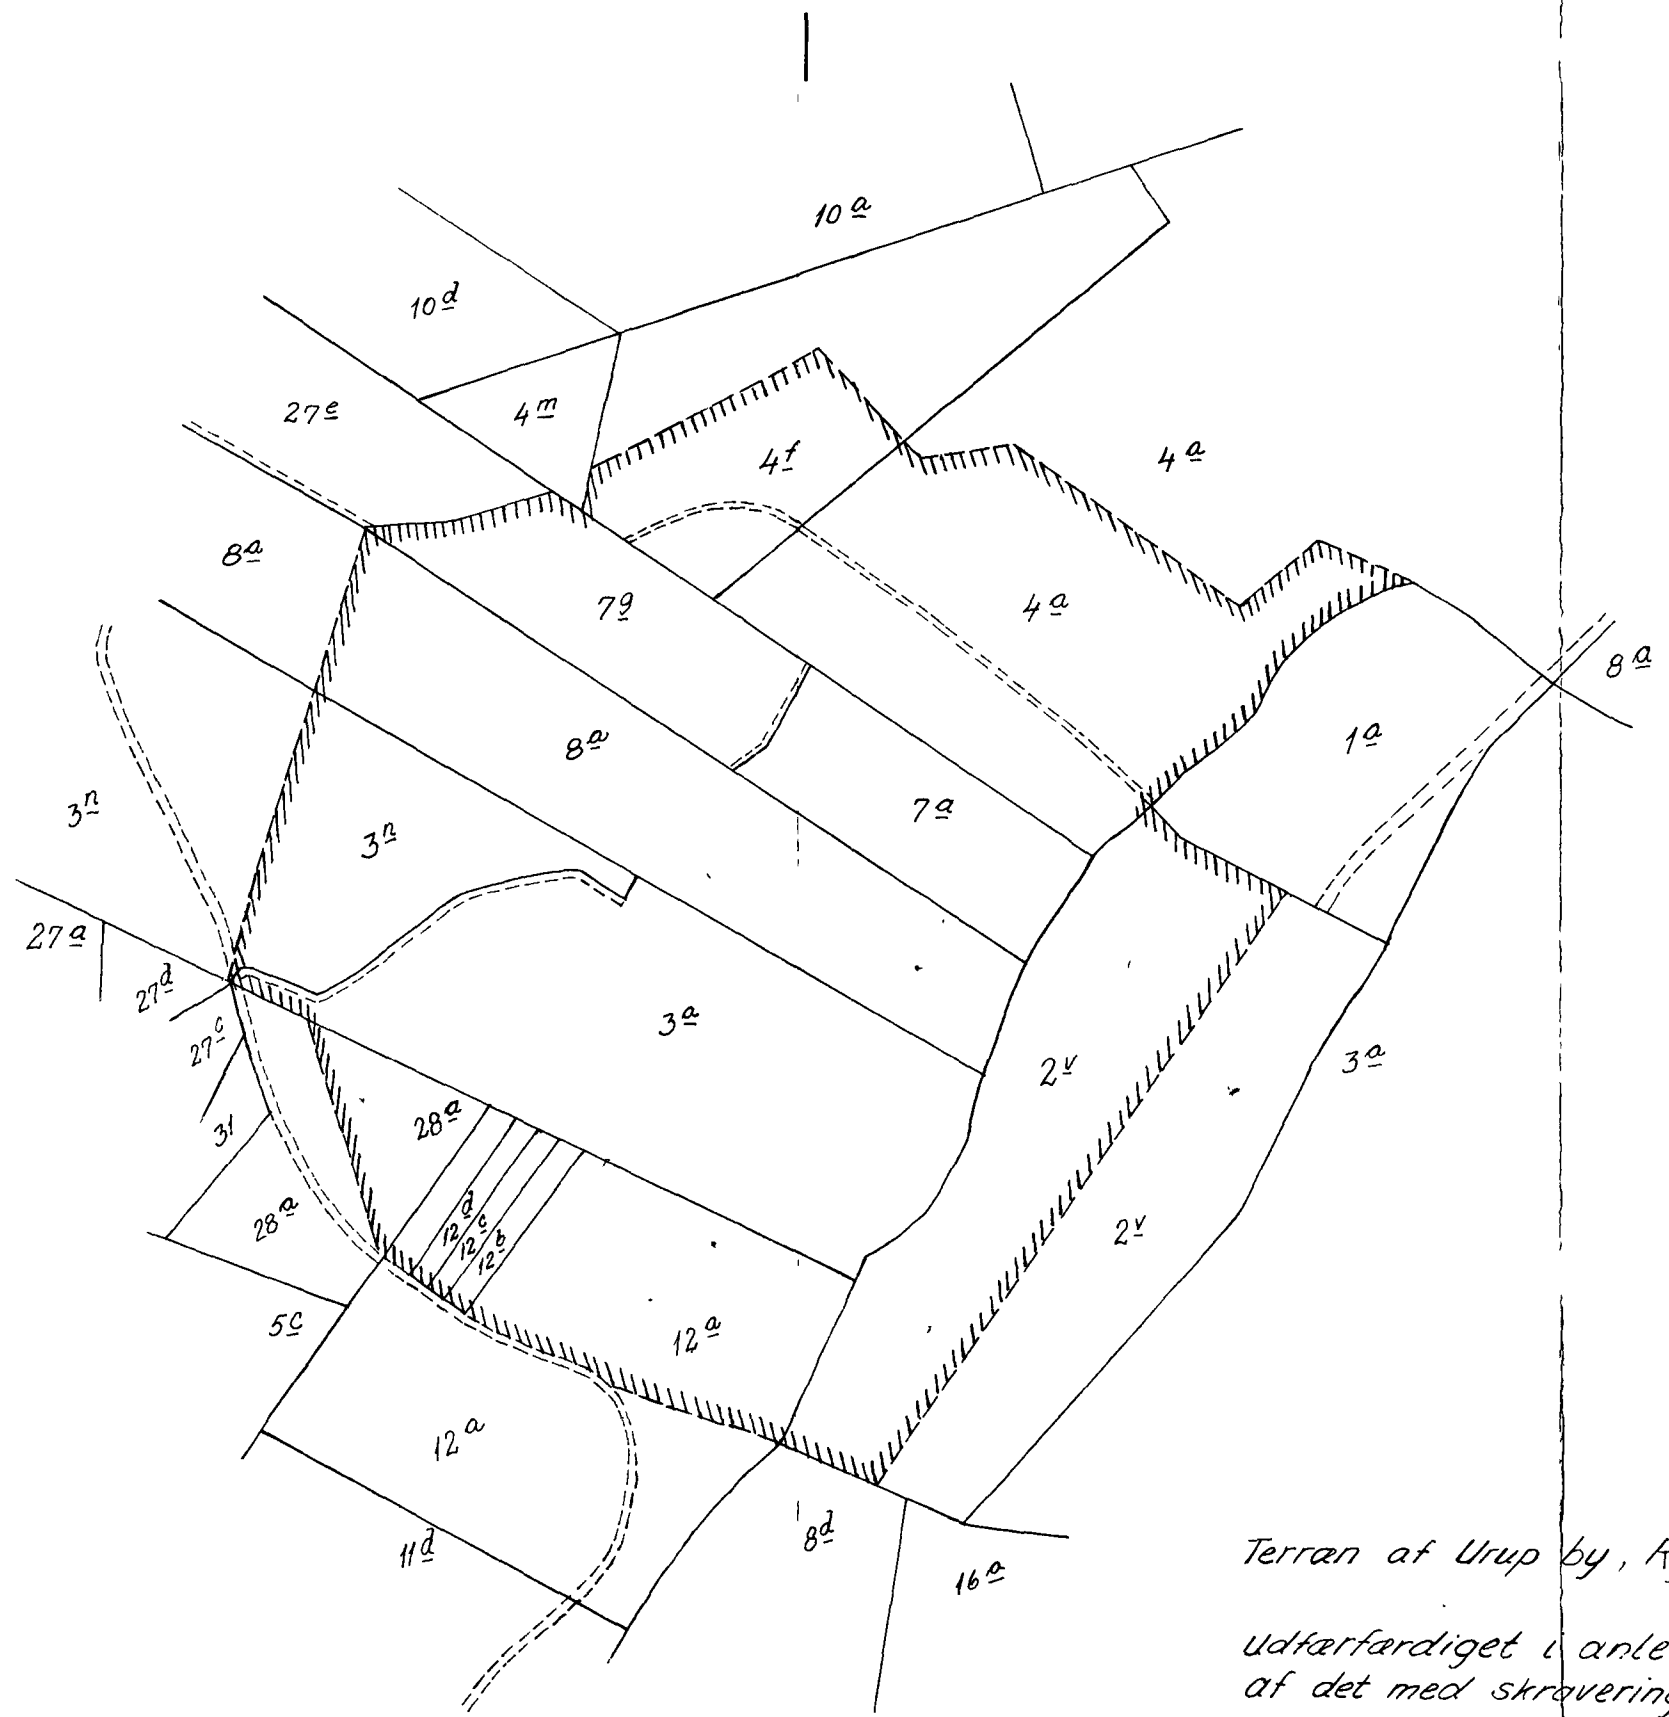 10a
10d
27e
4m
4f
4a
8a
7g
4a
8a
1a
8a
3n
3n
7a
27a
27d
3a
27c
2v
3a
28a
31
12d
12c
12b
28a
2v
5c
12a
12a
11d
8d
16a
Terræn af Urup by,
udfærfærdiget i anle
af det med skravering